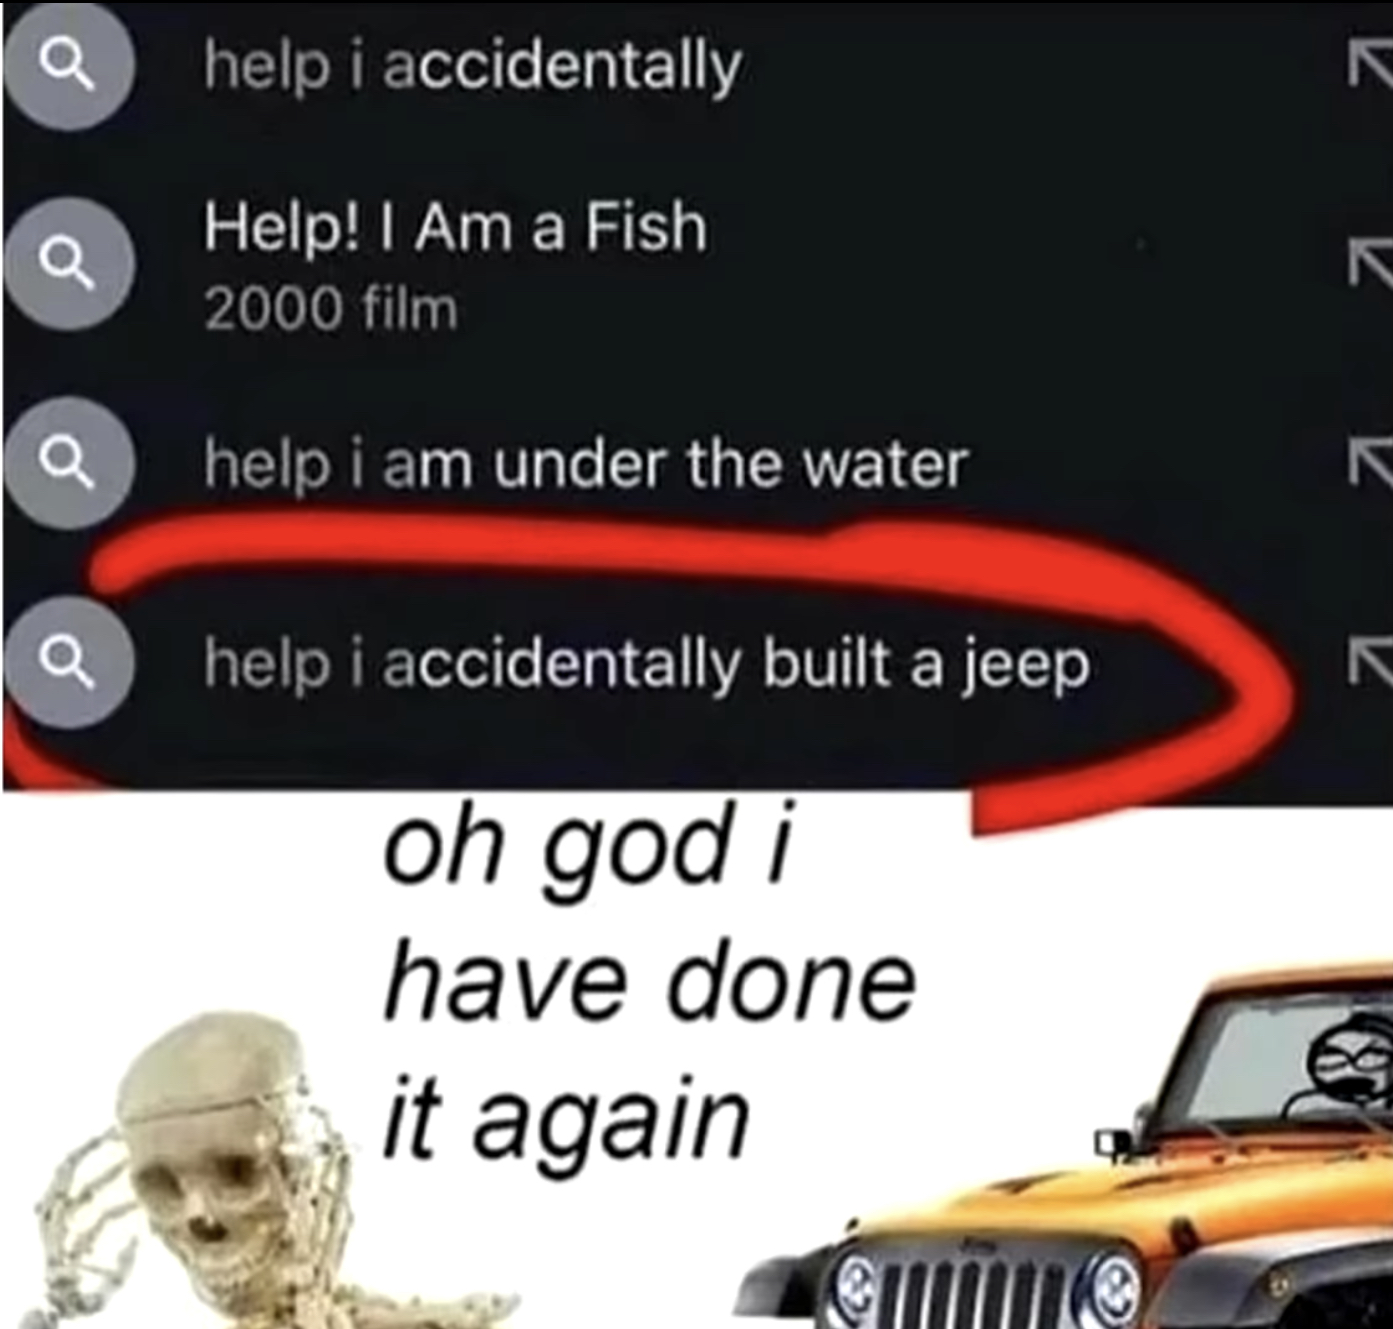 help i accidentally
Help! I Am a Fish
2000 film
help i am under the water
help i accidentally built a jeep
oh god i
have done
it again